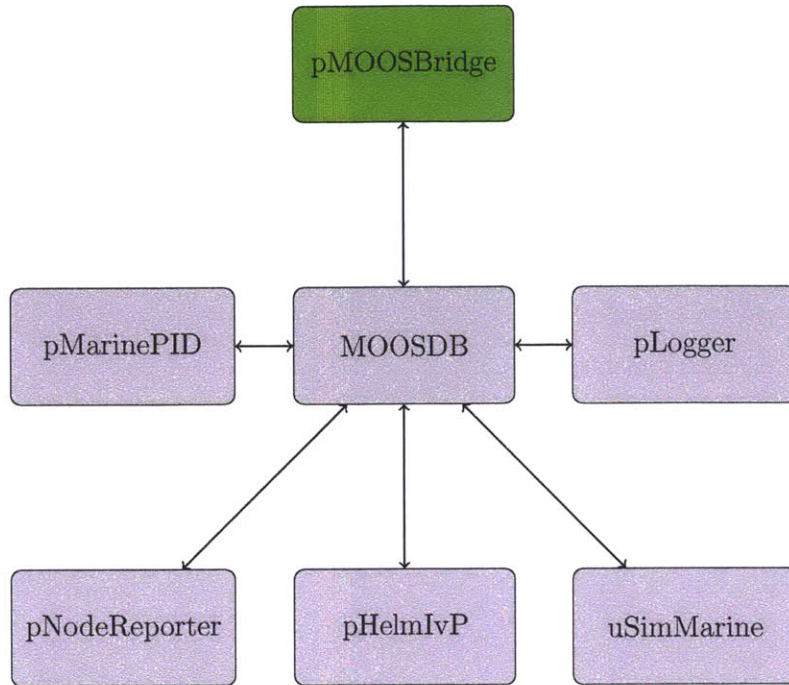 pMOOSBridge
pMarinePID
MOOSDB
pLogger
pNodeReporter
pHelmIvP
uSimMarine